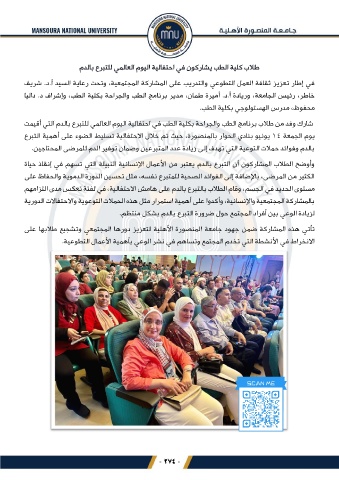 MANSOURA NATIONAL UNIVERSITY
جـامـعـة المنصـورة الأهـليـة
MNU
طلاب كلية الطب يشاركون في احتفالية اليوم العالمي للتبرع بالدم.
في إطار تعزيز ثقافة العمل التطوعي والتدريب على المشاركة المجتمعية، وتحت رعاية السيد أ.د. شريف
خاطر، رئيس الجامعة، وريادة أ.د. أميرة طمان، مدير برنامج الطب والجراحة بكلية الطب، وإشراف د. داليا
محفوظ، مدرس الهستولوجي بكلية الطب.
شارك وفد من طلاب برنامج الطب والجراحة بكلية الطب في احتفالية اليوم العالمي للتبرع بالدم التي أقيمت
يوم الجمعة ١٤ يونيو بنادي الحوار بالمنصورة، حيث تم خلال الاحتفالية تسليط الضوء على أهمية التبرع
بالدم وفوائد حملات التوعية التي تهدف إلى زيادة عدد المتبرعين وضمان توفير الدم للمرضى المحتاجين.
وأوضح الطلاب المشاركون أن التبرع بالدم يعتبر من الأعمال الإنسانية النبيلة التي تسهم في إنقاذ حياة
الكثير من المرضى، بالإضافة إلى الفوائد الصحية للمتبرع نفسه، مثل تحسين الدورة الدموية والحفاظ على
مستوى الحديد في الجسم، وقام الطلاب بالتبرع بالدم على هامش الاحتفالية، في لفتة تعكس مدى التزامهم
بالمشاركة المجتمعية والإنسانية، وأكدوا على أهمية استمرار مثل هذه الحملات التوعوية والاحتفالات الدورية
لزيادة الوعي بين أفراد المجتمع حول ضرورة التبرع بالدم بشكل منتظم.
تأتي هذه المشاركة ضمن جهود جامعة المنصورة الأهلية لتعزيز دورها المجتمعي وتشجيع طلابها على
الانخراط في الأنشطة التي تخدم المجتمع وتساهم في نشر الوعي بأهمية الأعمال التطوعية.
SCAN ME
- ٢٧٤ -